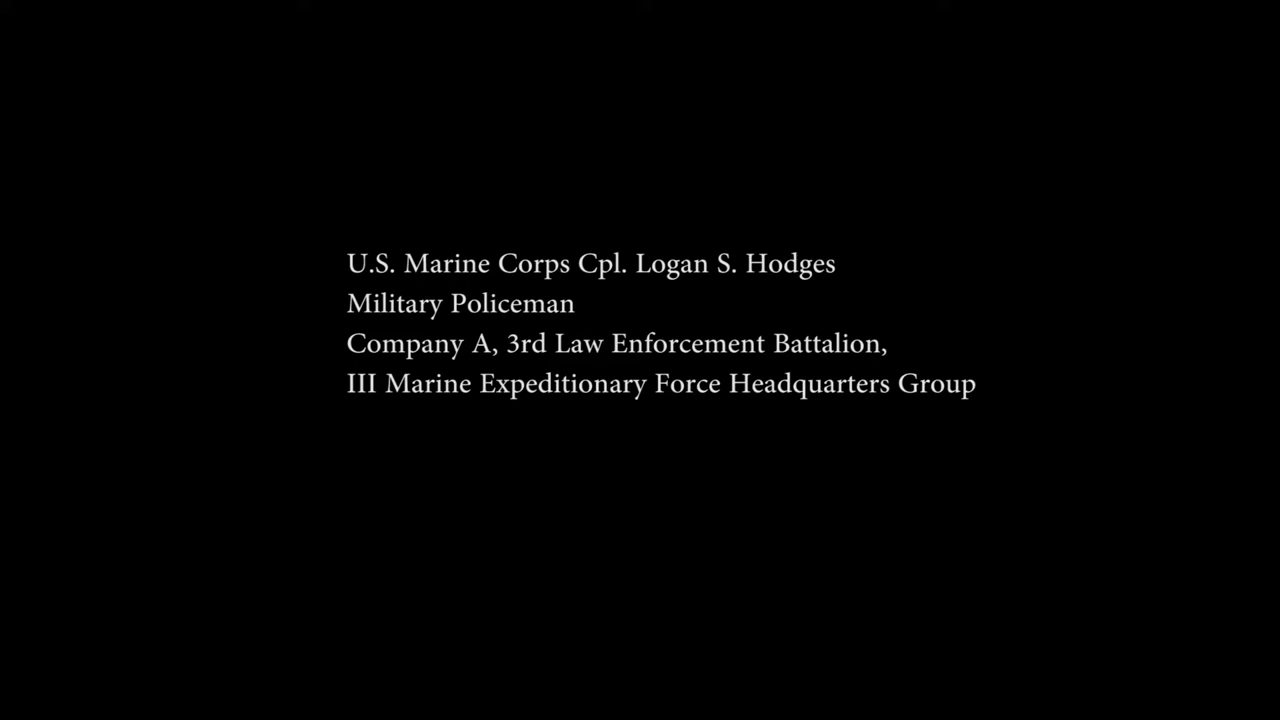 U.S. Marine Corps Cpl. Logan S. Hodges
Military Policeman
Company A, 3rd Law Enforcement Battalion,
III Marine Expeditionary Force Headquarters Group